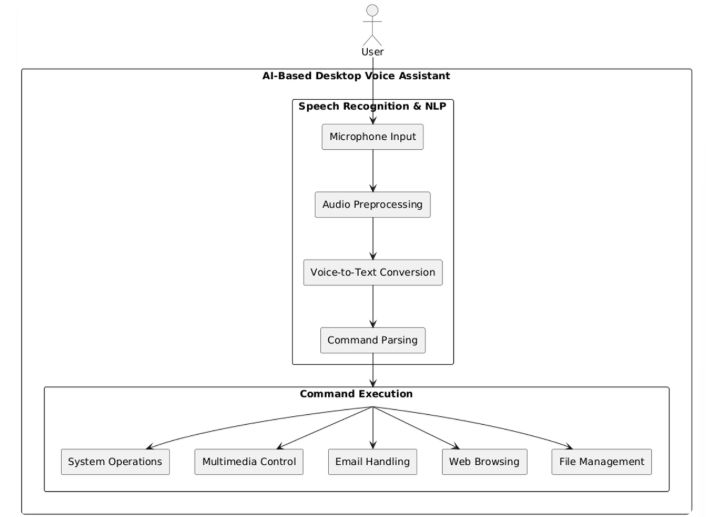 User
AI-Based Desktop Voice Assistant
Speech Recognition & NLP
Microphone Input
Audio Preprocessing
Voice-to-Text Conversion
Command Parsing
Command Execution
System Operations
Multimedia Control
Email Handling
Web Browsing
File Management